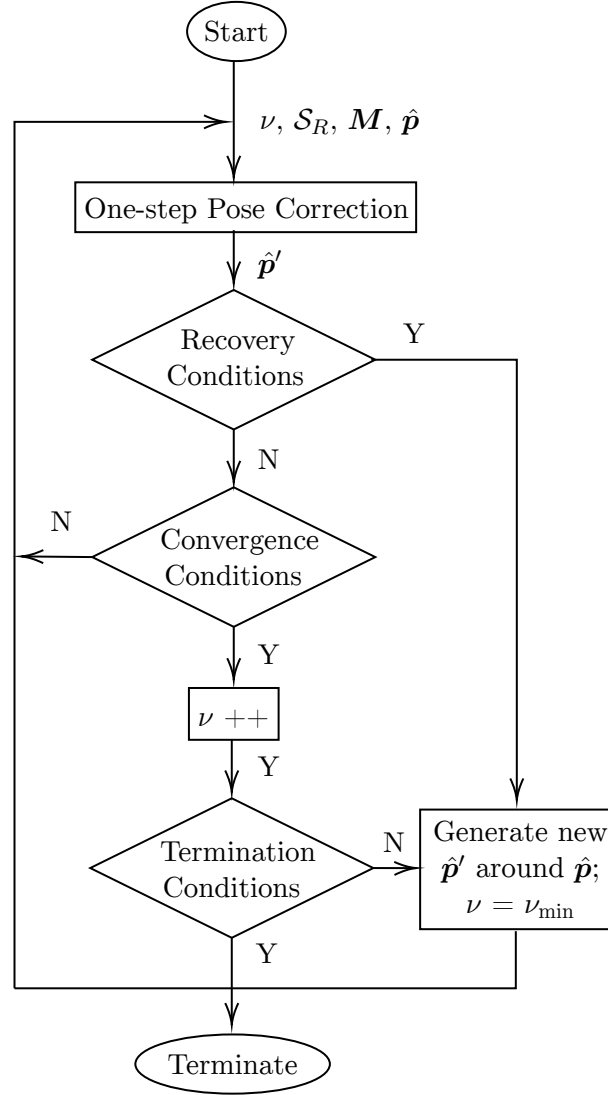 Start
ν, 𝒮_R, M, p̂
One-step Pose Correction
p̂′
Recovery
Conditions
Y
N
Convergence
Conditions
N
Y
ν ++
Y
Termination
Conditions
N
Generate new
p̂′ around p̂;
ν = ν_min
Y
Terminate